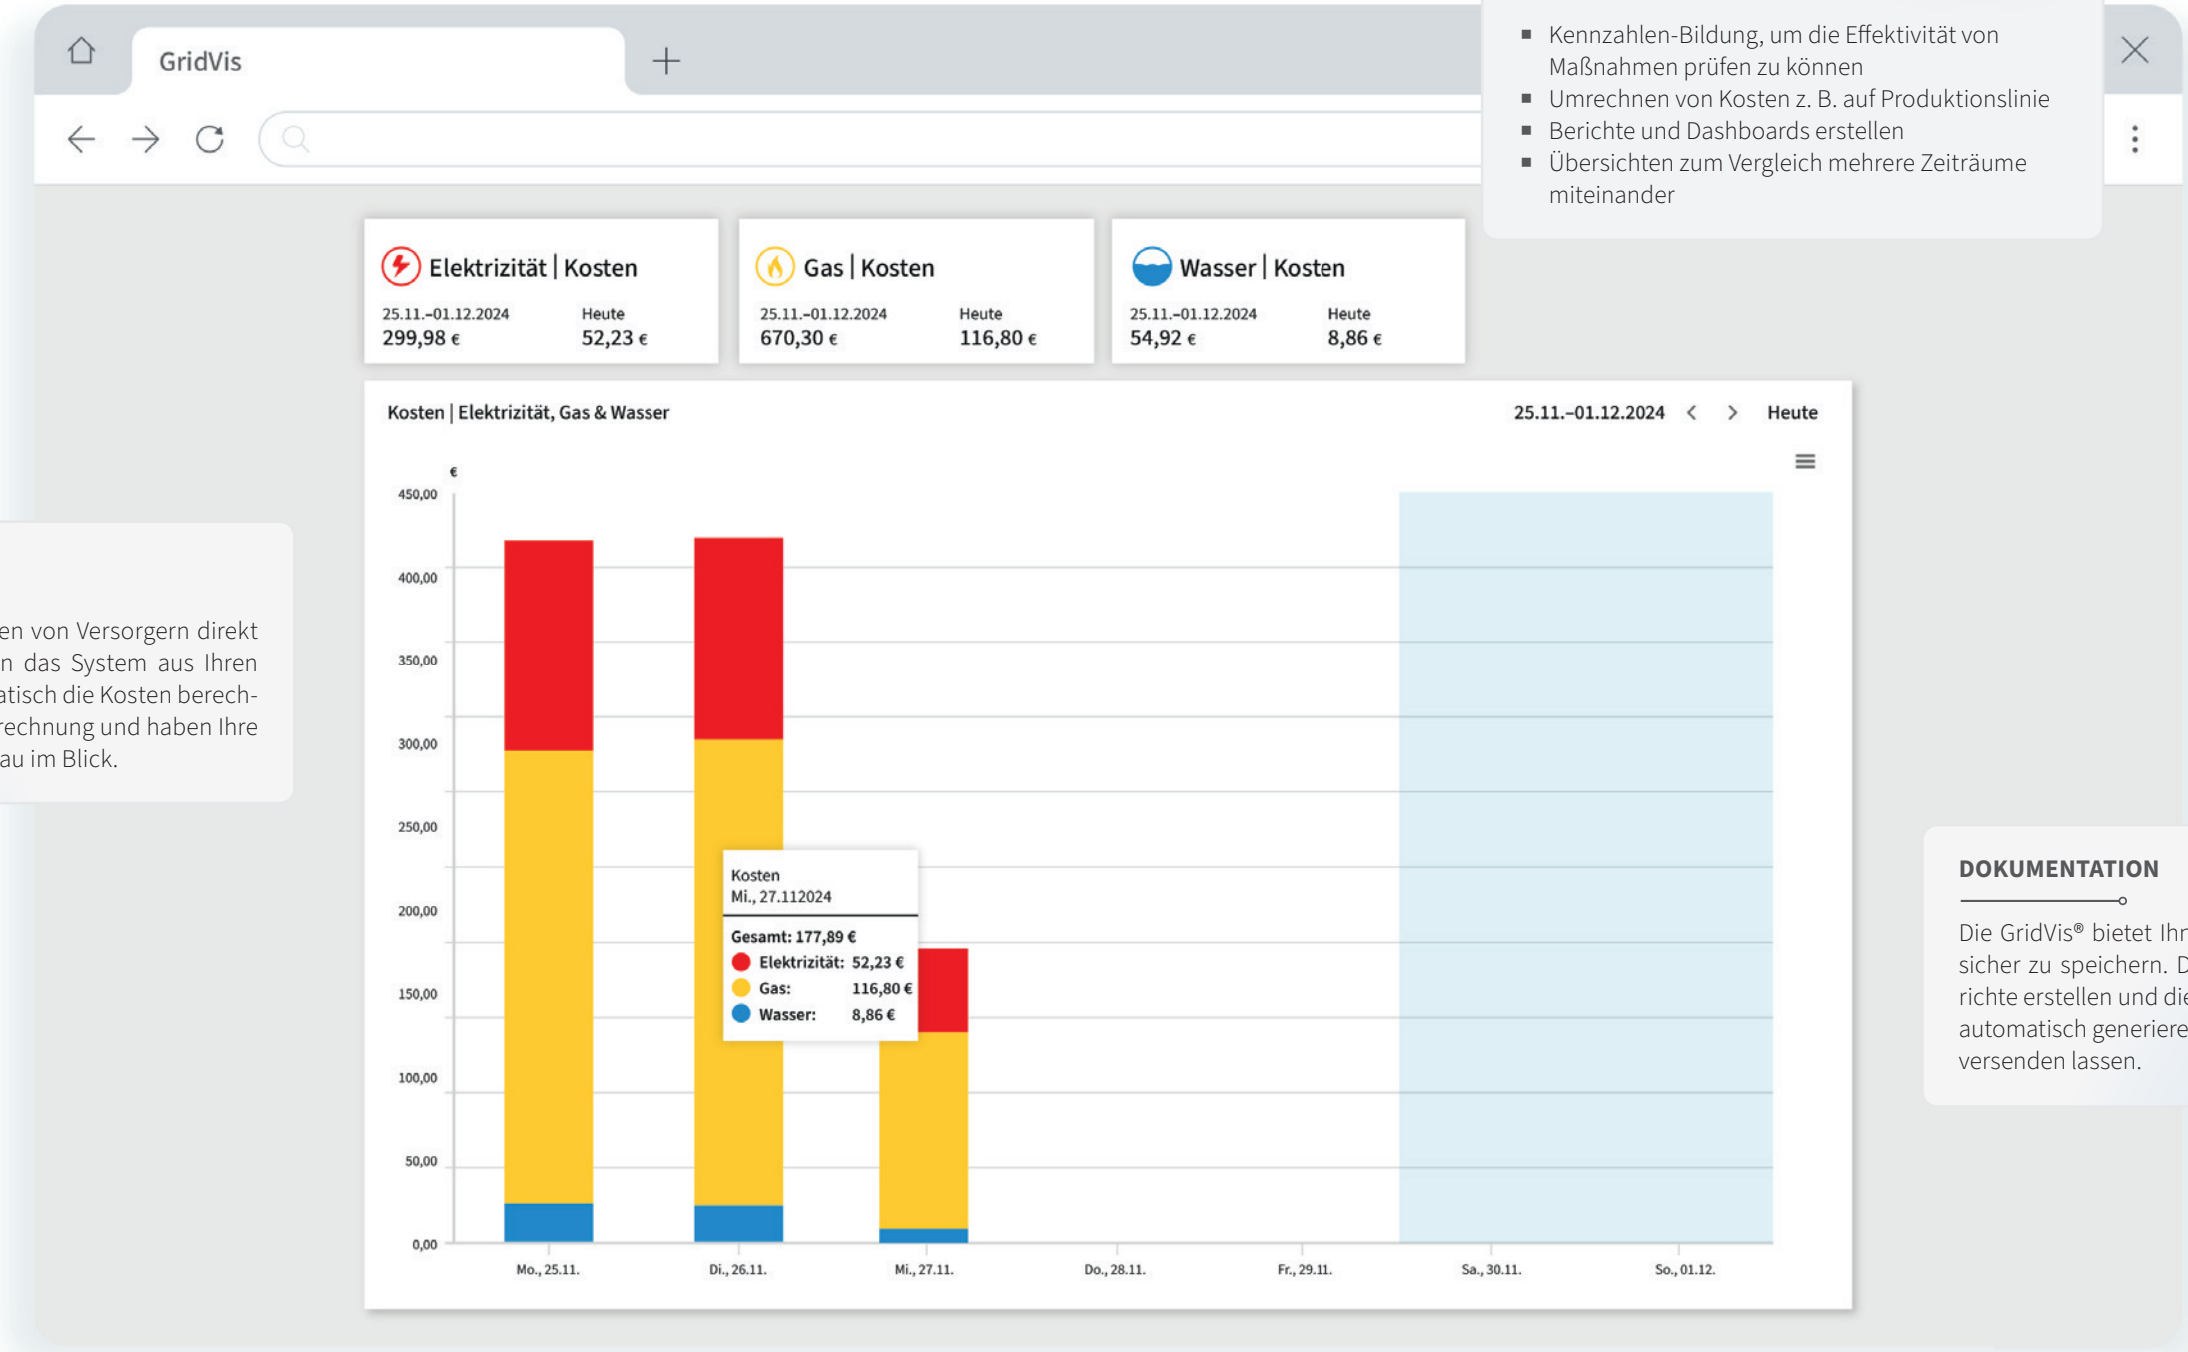 GridVis
■ Kennzahlen-Bildung, um die Effektivität von
Maßnahmen prüfen zu können
■ Umrechnen von Kosten z. B. auf Produktionslinie
■ Berichte und Dashboards erstellen
■ Übersichten zum Vergleich mehrere Zeiträume
miteinander
Elektrizität | Kosten
25.11.–01.12.2024 Heute
299,98 € 52,23 €
Gas | Kosten
25.11.–01.12.2024 Heute
670,30 € 116,80 €
Wasser | Kosten
25.11.–01.12.2024 Heute
54,92 € 8,86 €
Kosten | Elektrizität, Gas & Wasser
25.11.–01.12.2024 < > Heute
€
450,00
400,00
350,00
300,00
250,00
200,00
150,00
100,00
50,00
0,00
Mo., 25.11. Di., 26.11. Mi., 27.11. Do., 28.11. Fr., 29.11. Sa., 30.11. So., 01.12.
Kosten
Mi., 27.112024
Gesamt: 177,89 €
Elektrizität: 52,23 €
Gas: 116,80 €
Wasser: 8,86 €
en von Versorgern direkt
n das System aus Ihren
atisch die Kosten berech-
rechnung und haben Ihre
au im Blick.
DOKUMENTATION
Die GridVis® bietet Ihn
sicher zu speichern. D
richte erstellen und die
automatisch generiere
versenden lassen.